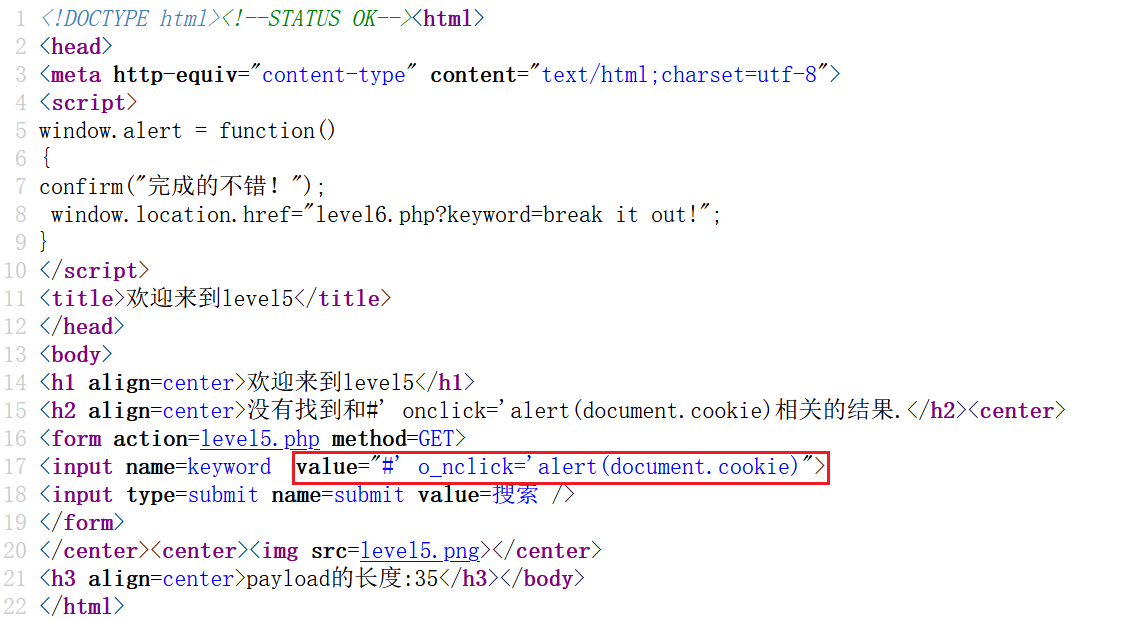 1 <!DOCTYPE html><!--STATUS OK--><html>
2 <head>
3 <meta http-equiv="content-type" content="text/html;charset=utf-8">
4 <script>
5 window.alert = function()
6 {
7 confirm("完成的不错！");
8  window.location.href="level6.php?keyword=break it out!";
9 }
10 </script>
11 <title>欢迎来到level5</title>
12 </head>
13 <body>
14 <h1 align=center>欢迎来到level5</h1>
15 <h2 align=center>没有找到和#' onclick='alert(document.cookie)相关的结果.</h2><center>
16 <form action=level5.php method=GET>
17 <input name=keyword  value="#' o_nclick='alert(document.cookie)">
18 <input type=submit name=submit value=搜索 />
19 </form>
20 </center><center><img src=level5.png></center>
21 <h3 align=center>payload的长度:35</h3></body>
22 </html>